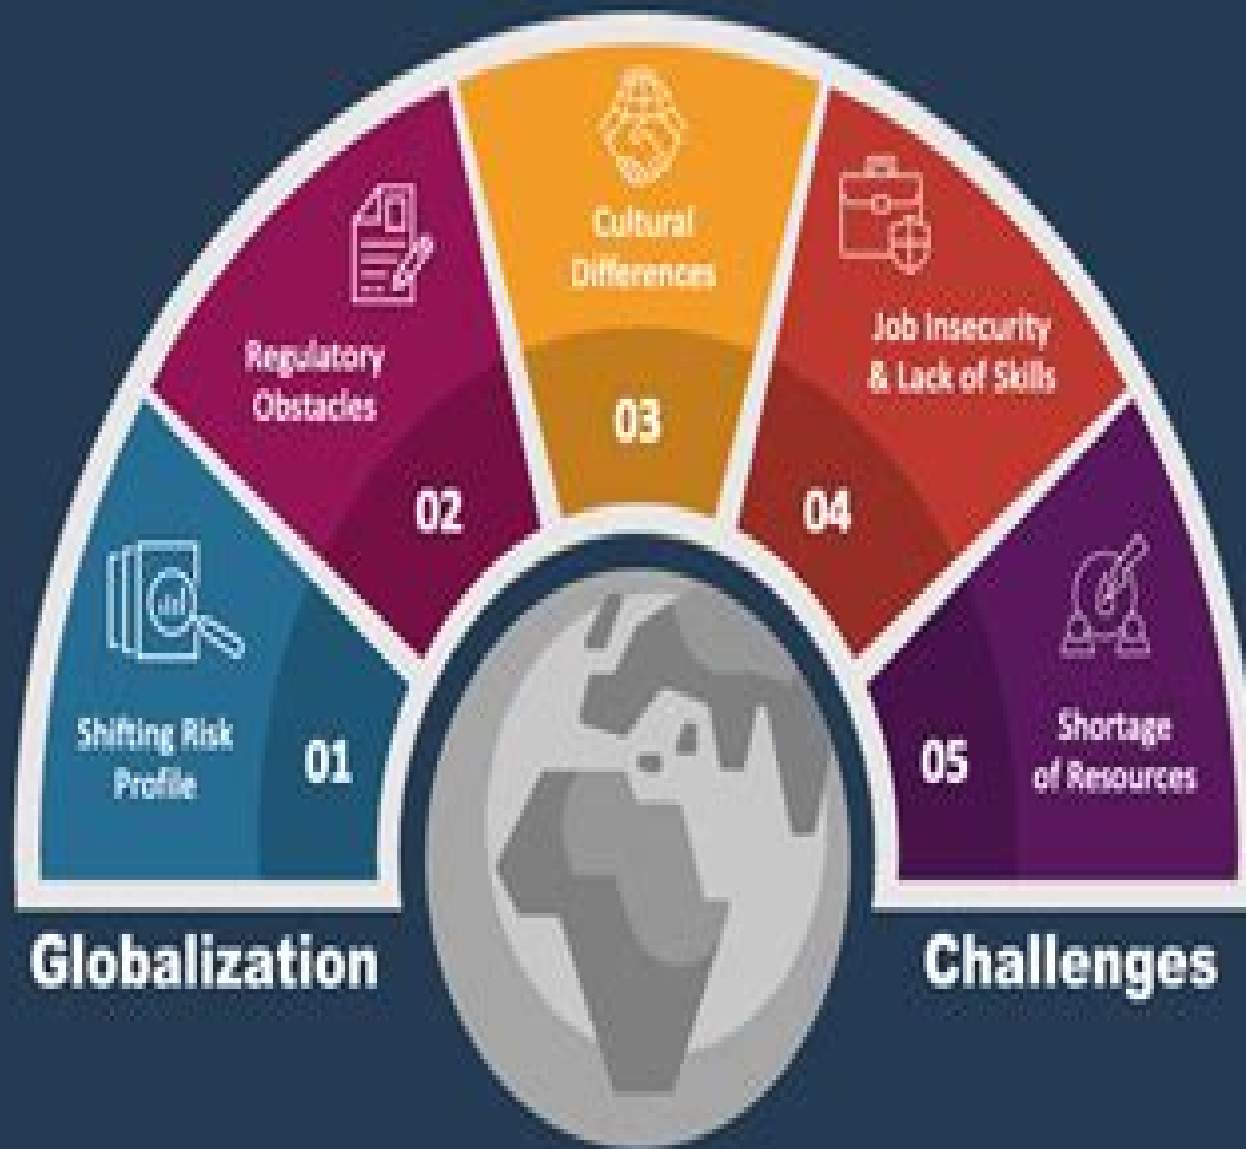 Shifting Risk
Profile
01
Regulatory
Obstacles
02
Cultural
Differences
03
Job Insecurity
& Lack of Skills
04
Shortage
of Resources
05
Globalization
Challenges